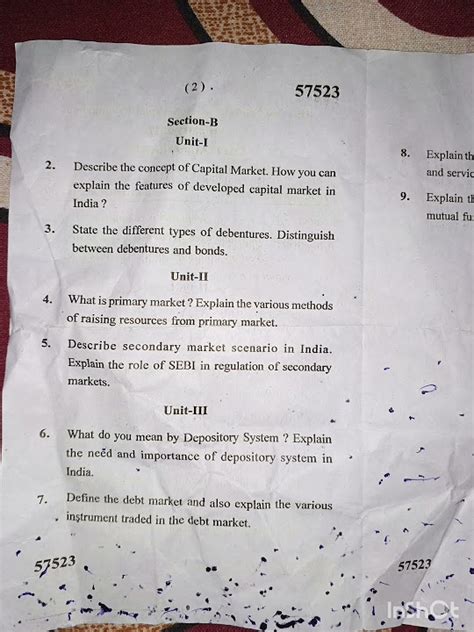 (2).
57523
Section-B
Unit-I
2. Describe the concept of Capital Market. How you can
explain the features of developed capital market in
India ?
3. State the different types of debentures. Distinguish
between debentures and bonds.
Unit-II
4. What is primary market ? Explain the various methods
of raising resources from primary market.
5. Describe secondary market scenario in India.
Explain the role of SEBI in regulation of secondary
markets.
Unit-III
6. What do you mean by Depository System ? Explain
the need and importance of depository system in
India.
7. Define the debt market and also explain the various
instrument traded in the debt market.
57523
8. Explain th
and servic
9. Explain th
mutual fu
57523
InShOt